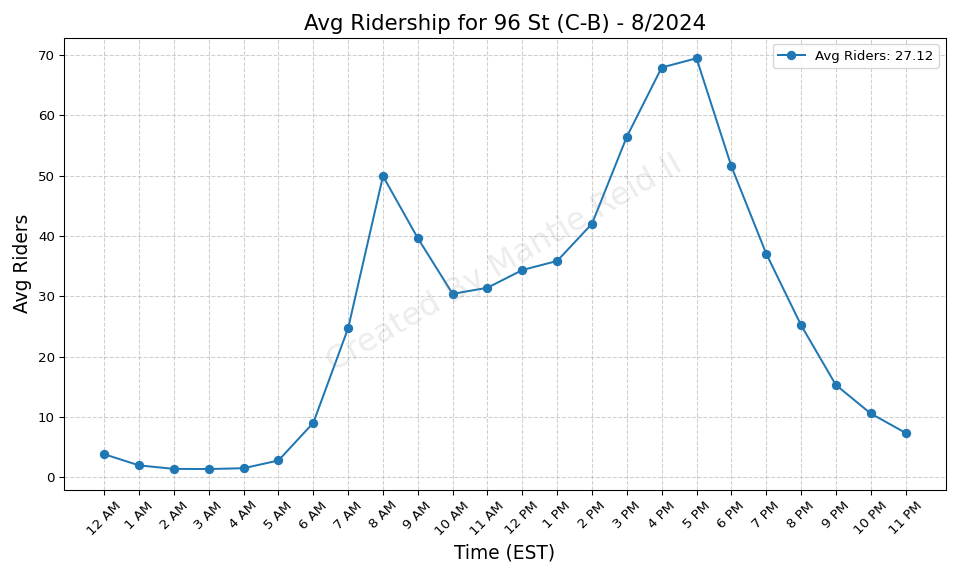 Avg Ridership for 96 St (C-B) - 8/2024
Avg Riders: 27.12
70
60
50
40
30
20
10
0
Avg Riders
Created By Mantie Reid II
12 AM
1 AM
2 AM
3 AM
4 AM
5 AM
6 AM
7 AM
8 AM
9 AM
10 AM
11 AM
12 PM
1 PM
2 PM
3 PM
4 PM
5 PM
6 PM
7 PM
8 PM
9 PM
10 PM
11 PM
Time (EST)